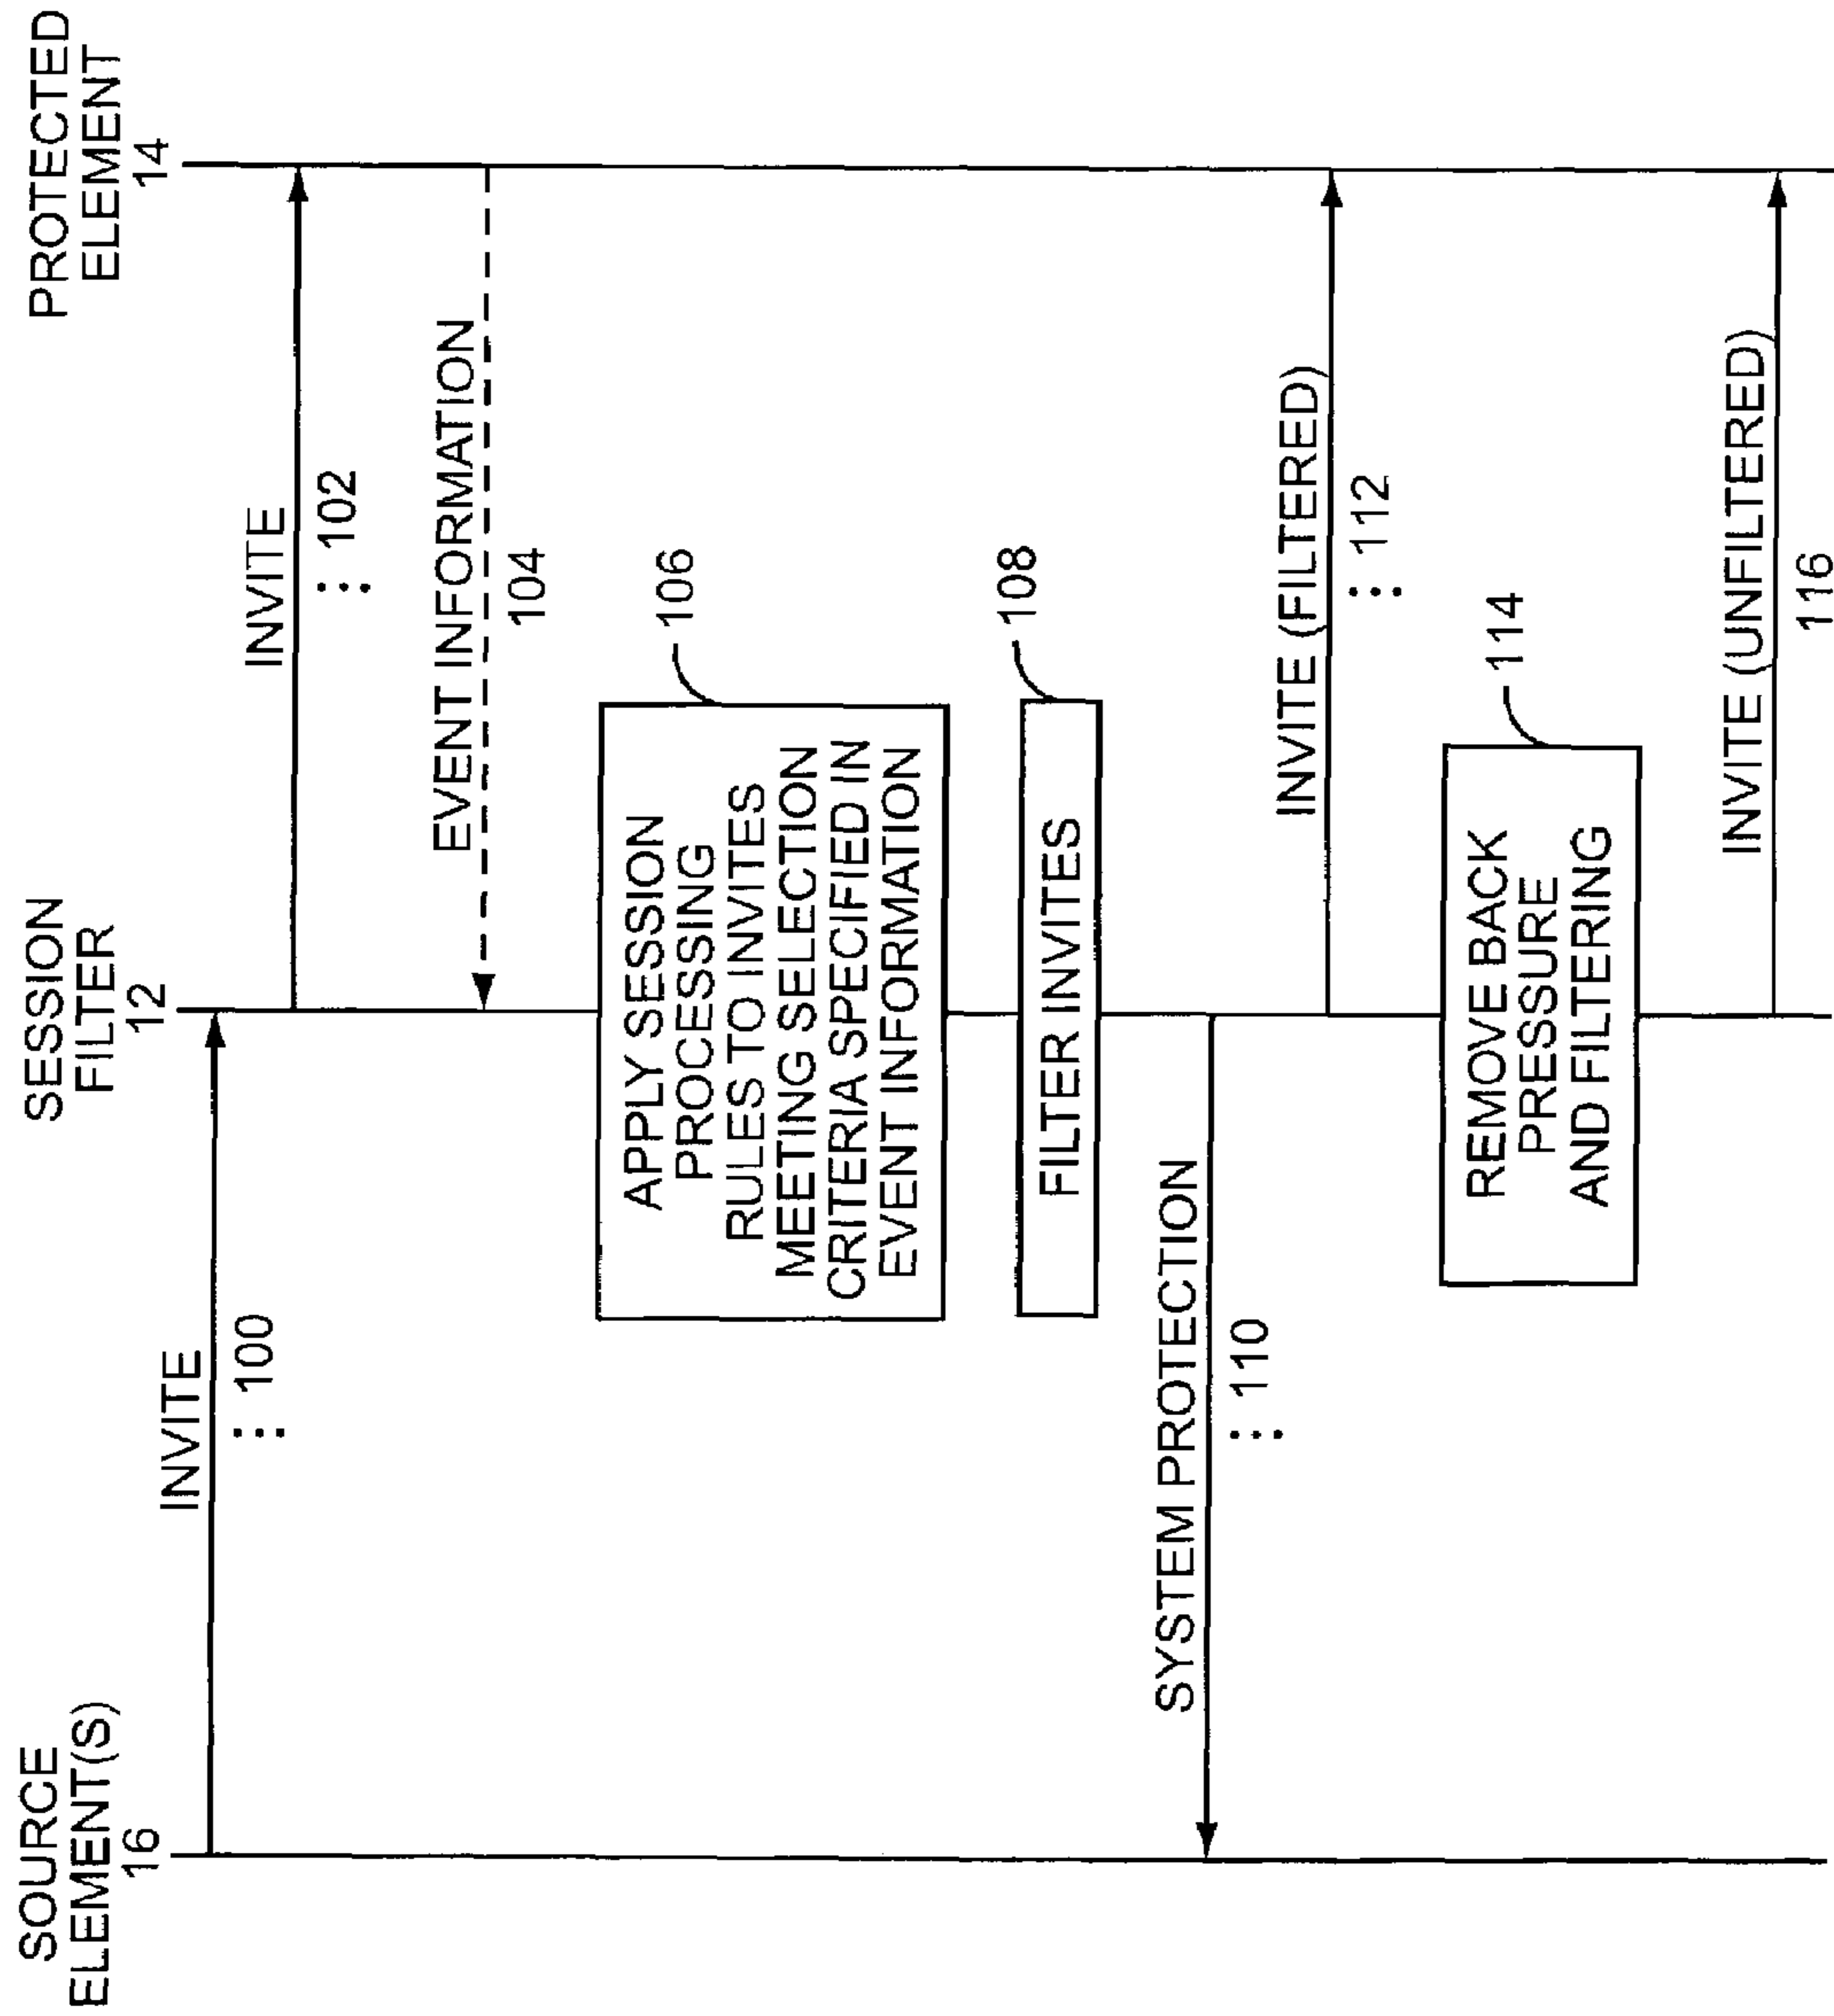 SOURCE
ELEMENT(S)
16
SESSION
FILTER
12
PROTECTED
ELEMENT
14
INVITE
⋮ 100
INVITE
⋮ 102
EVENT INFORMATION
104
APPLY SESSION
PROCESSING
RULES TO INVITES
MEETING SELECTION
CRITERIA SPECIFIED IN
EVENT INFORMATION
106
FILTER INVITES
108
SYSTEM PROTECTION
⋮ 110
INVITE (FILTERED)
⋮ 112
REMOVE BACK
PRESSURE
AND FILTERING
114
INVITE (UNFILTERED)
116